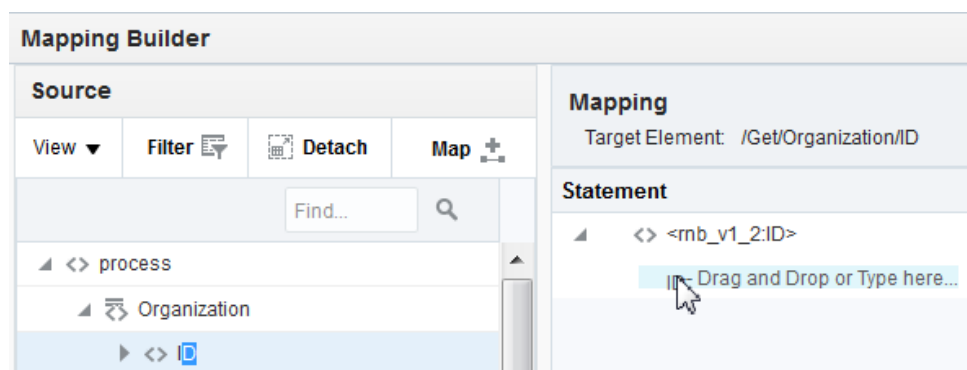 Mapping Builder
Source
View Filter Detach Map
Find...
process
Organization
ID
Mapping
Target Element: /Get/Organization/ID
Statement
<> <rnb_v1_2:ID>
ID -- Drag and Drop or Type here...